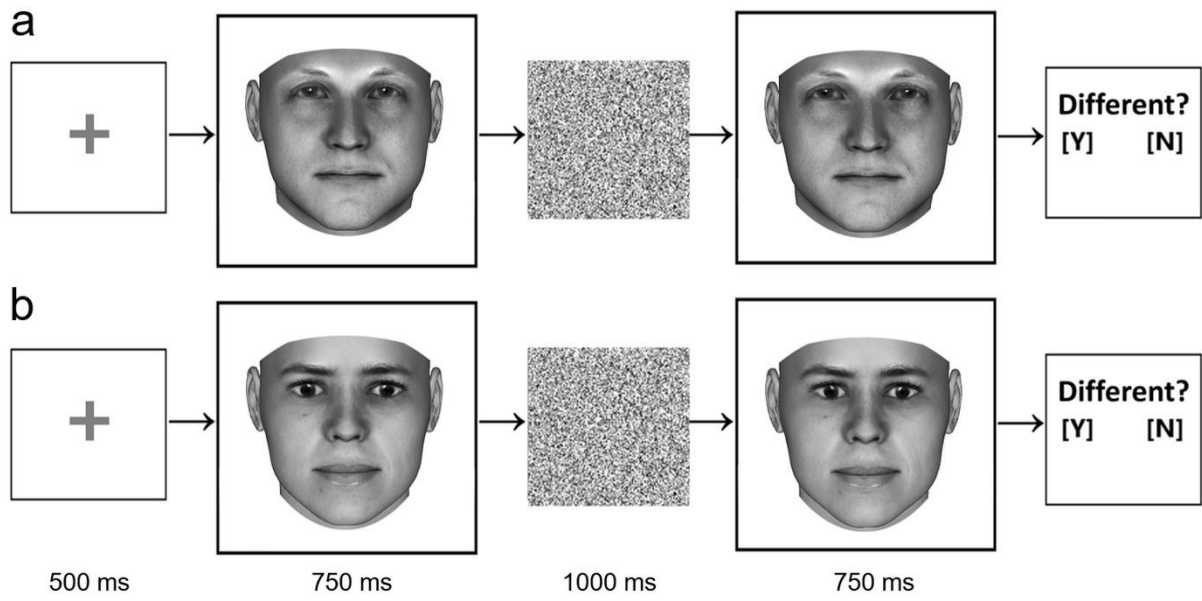 a
Different?
[Y] [N]
b
Different?
[Y] [N]
500 ms 750 ms 1000 ms 750 ms